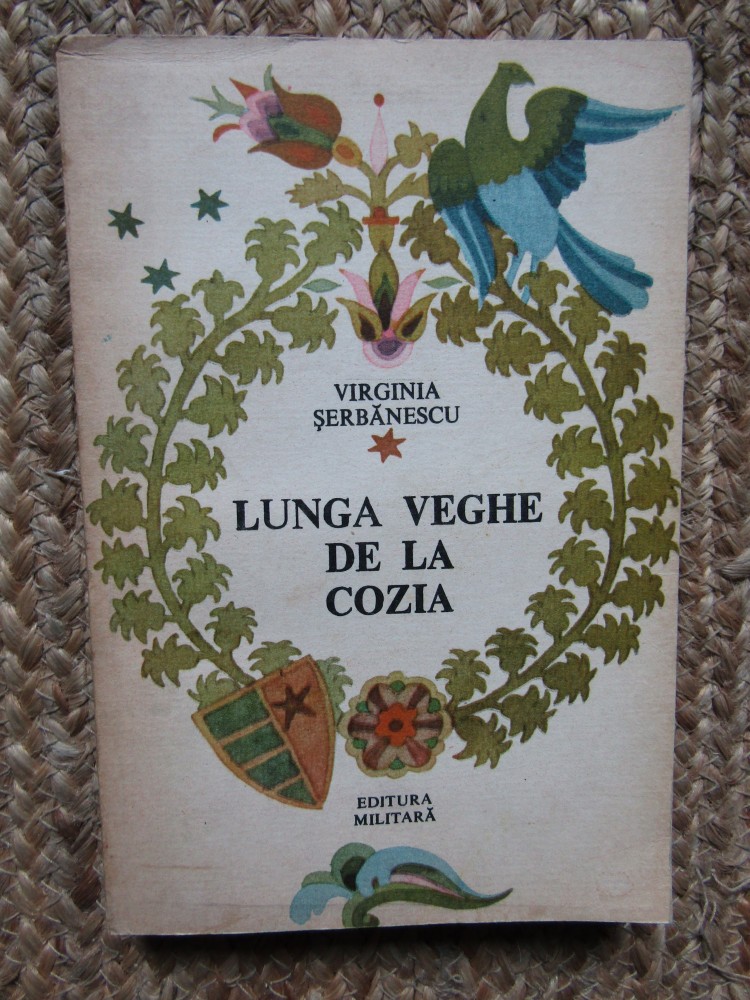 VIRGINIA
ŞERBĂNESCU
LUNGA VEGHE
DE LA
COZIA
EDITURA
MILITARĂ